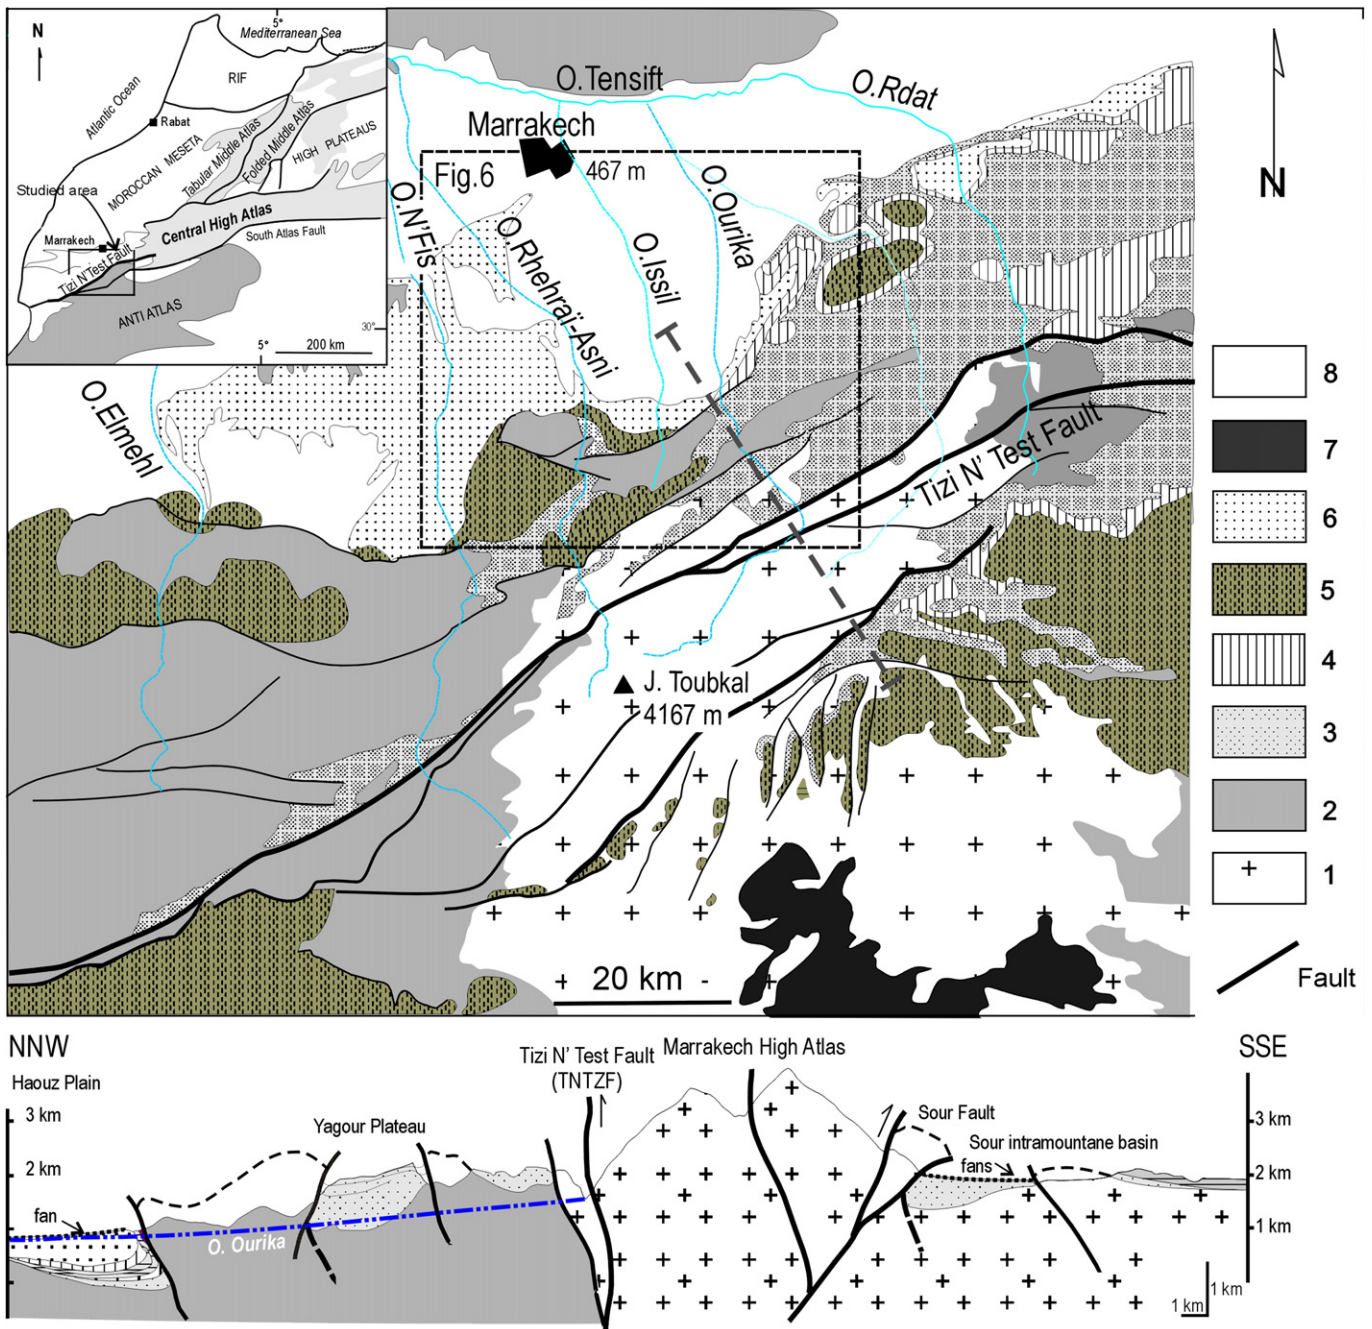 N
5°
Mediterranean Sea
RIF
Atlantic Ocean
Rabat
MOROCCAN MESETA
Tabular Middle Atlas
Folded Middle Atlas
HIGH PLATEAUS
Studied area
Marrakech
Central High Atlas
South Atlas Fault
Tizi N'Test Fault
ANTI ATLAS
30°
5°
200 km
O.Tensift
O.Rdat
Marrakech
467 m
Fig.6
O.N'Fis
O.Rhehraï-Asni
O.Issil
O.Ourika
O.Elmehl
Tizi N' Test Fault
J. Toubkal
4167 m
20 km
N
8
7
6
5
4
3
2
1
Fault
NNW
SSE
Haouz Plain
Tizi N' Test Fault
(TNTZF)
Marrakech High Atlas
3 km
2 km
Yagour Plateau
fan
O. Ourika
Sour Fault
Sour intramountane basin
fans
3 km
2 km
1 km
1 km
1 km